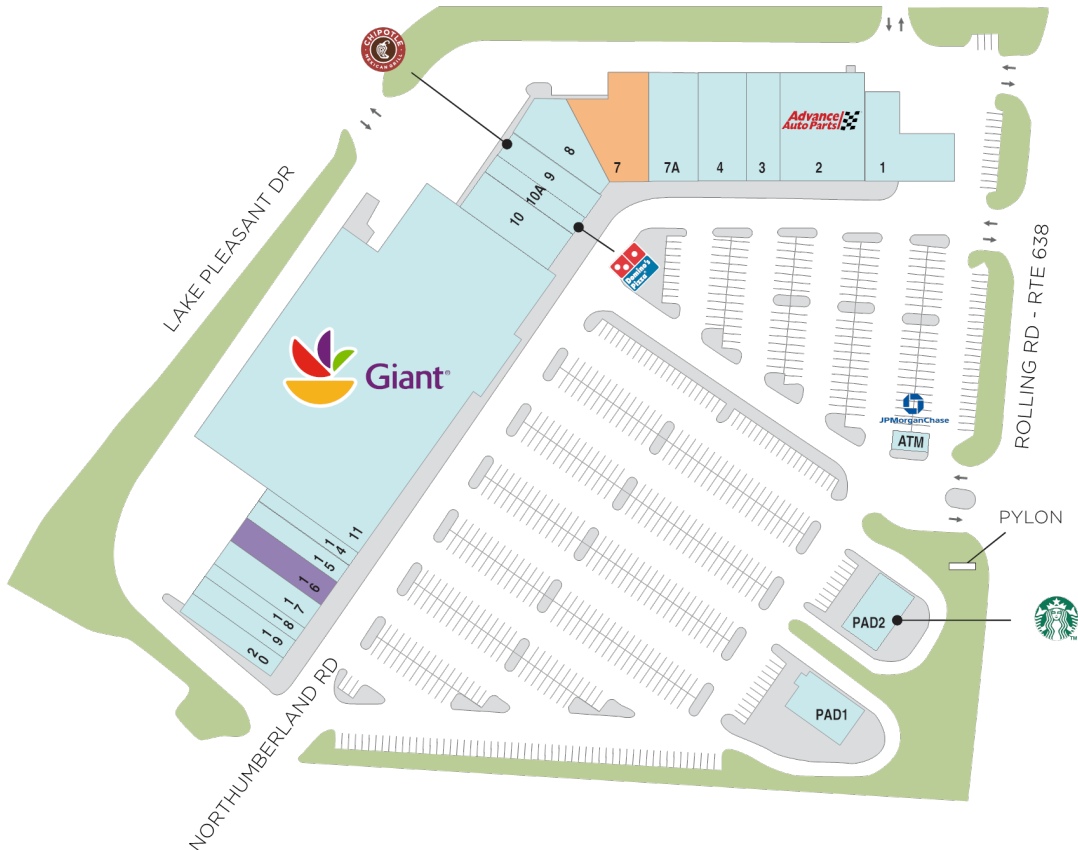 CHIPOTLE
MEXICAN GRILL
LAKE PLEASANT DR
8
9
10A
10
7
7A
4
3
2
1
Advance
Auto Parts
Domino's
Pizza
Giant
ROLLING RD - RTE 638
JPMorganChase
ATM
PYLON
11
14
15
16
17
18
19
20
PAD2
PAD1
NORTHUMBERLAND RD